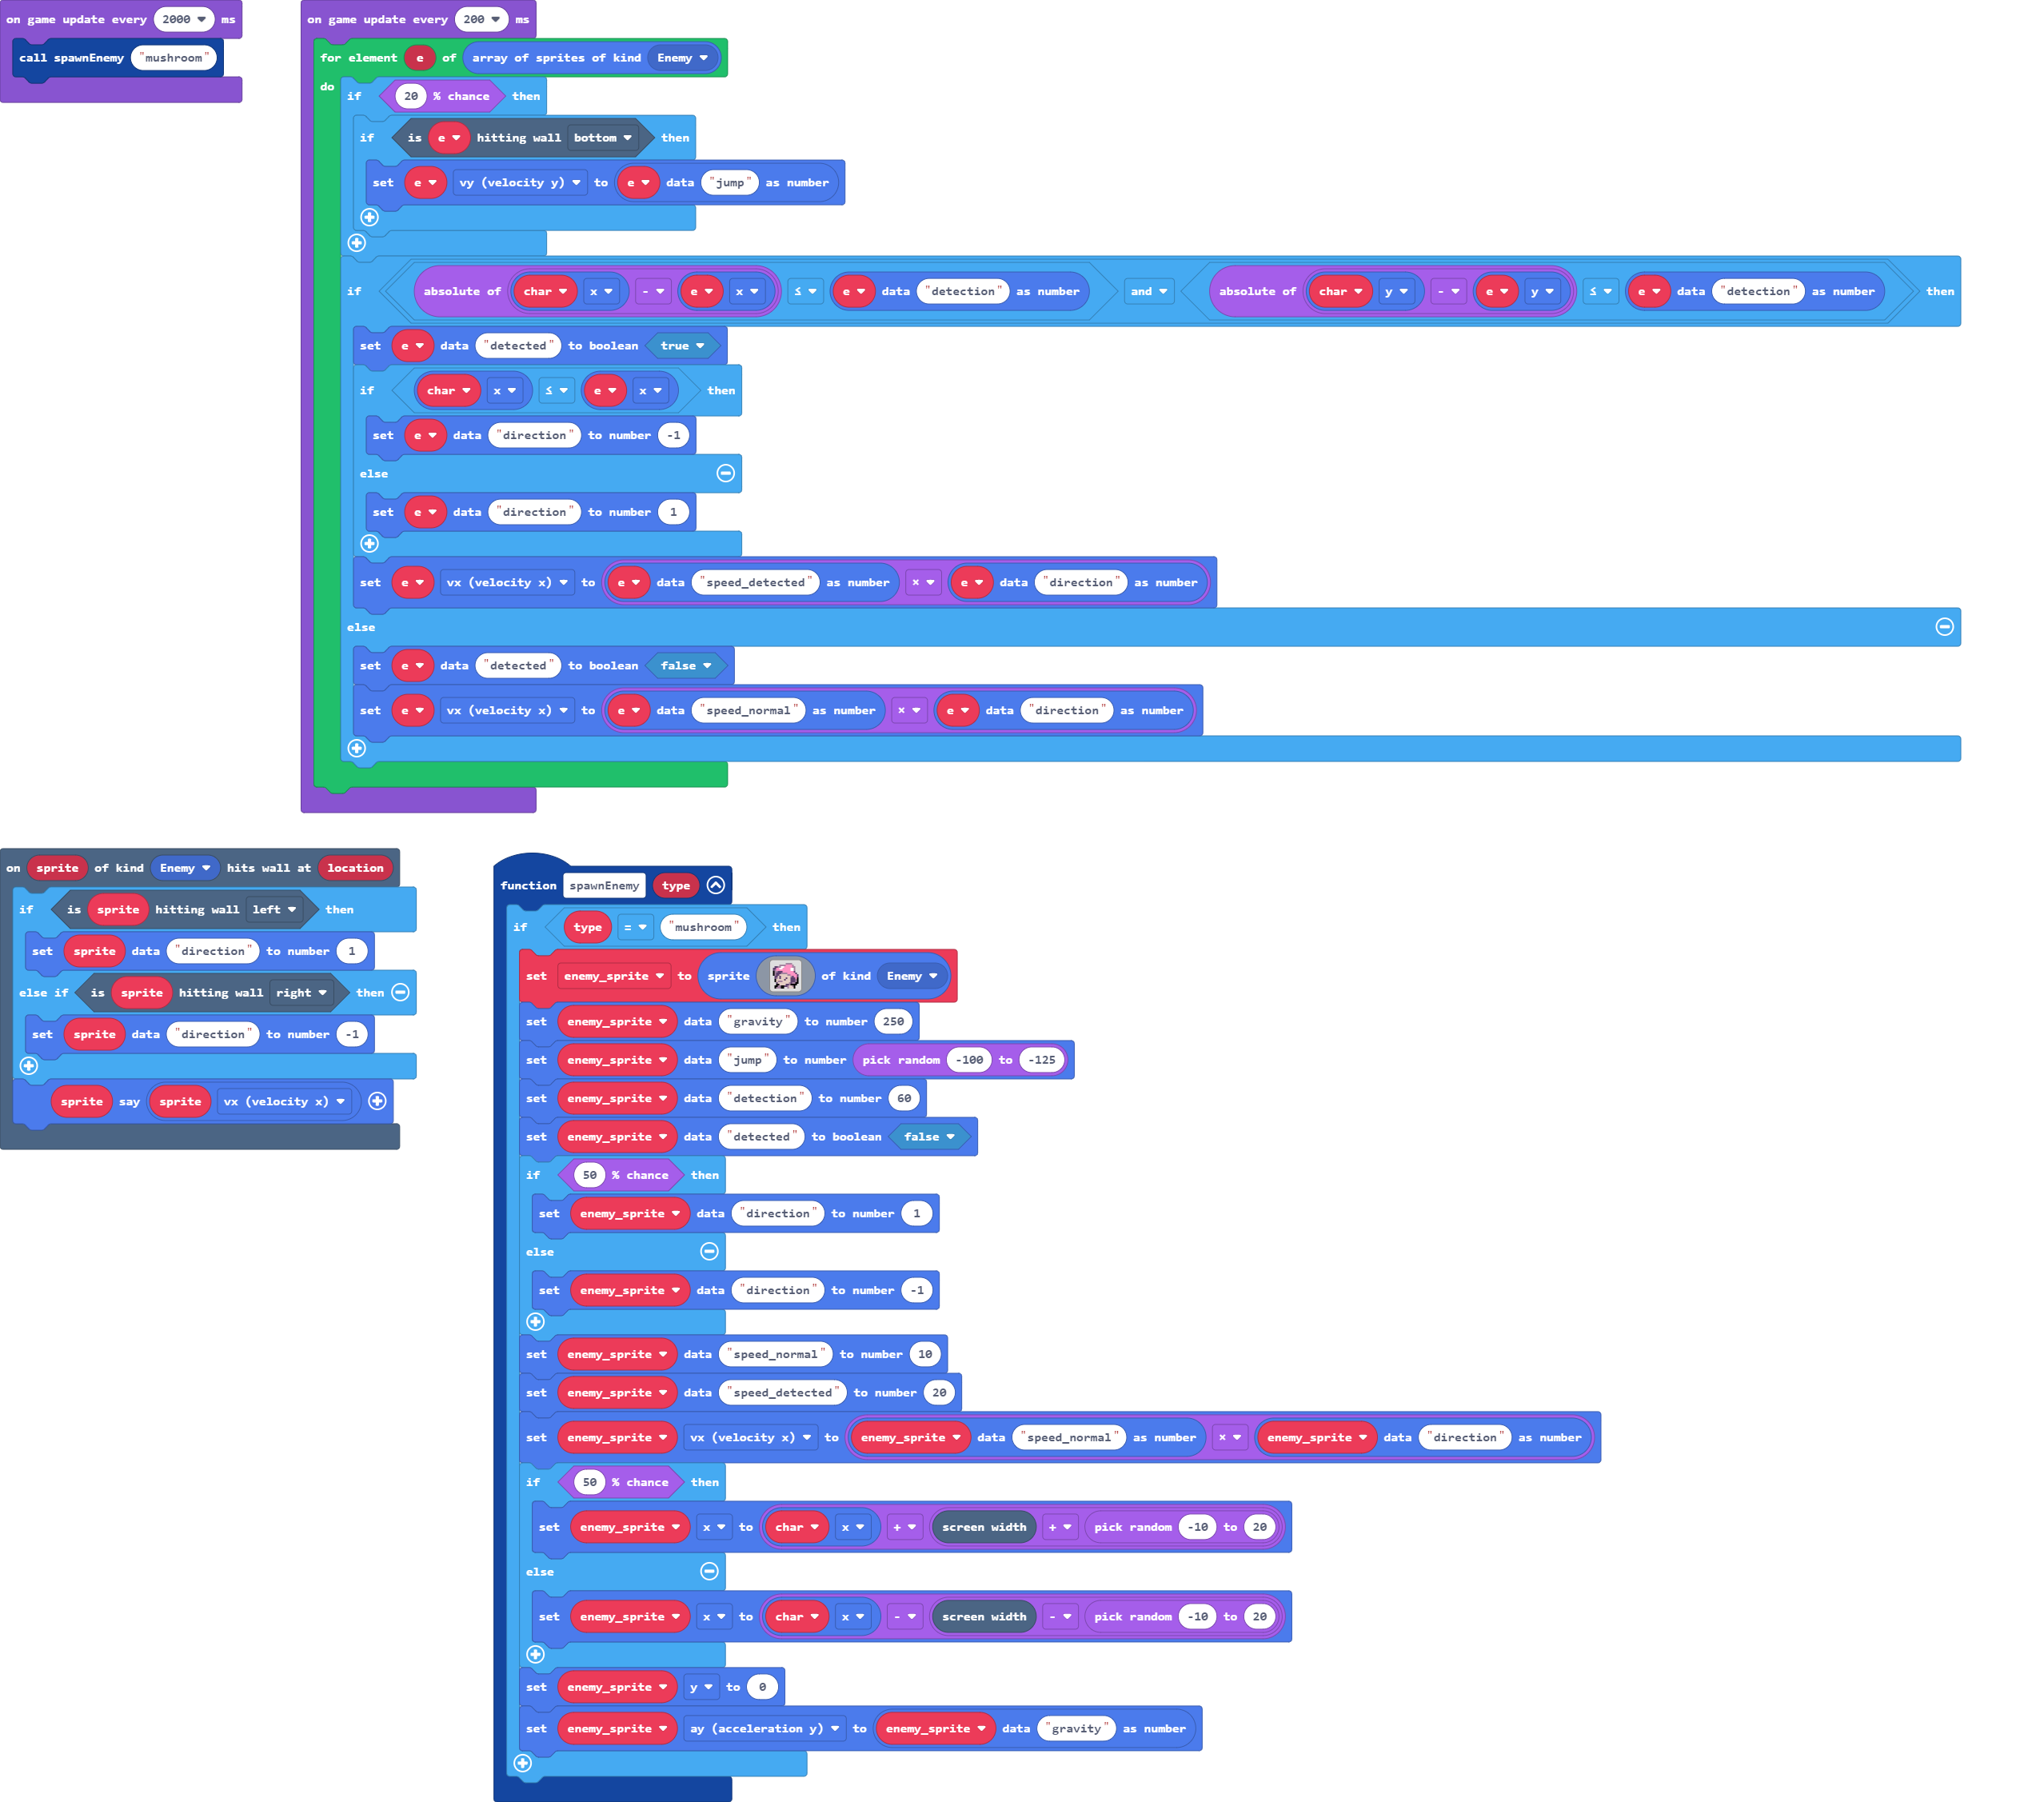 on game update every 2000 ms
call spawnEnemy "mushroom"
on game update every 200 ms
for element e of array of sprites of kind Enemy
do
if 20 % chance then
if is e hitting wall bottom then
set e vy (velocity y) to e data "jump" as number
if absolute of char x - e x ≤ e data "detection" as number and absolute of char y - e y ≤ e data "detection" as number then
set e data "detected" to boolean true
if char x ≤ e x then
set e data "direction" to number -1
else
set e data "direction" to number 1
set e vx (velocity x) to e data "speed_detected" as number × e data "direction" as number
else
set e data "detected" to boolean false
set e vx (velocity x) to e data "speed_normal" as number × e data "direction" as number
on sprite of kind Enemy hits wall at location
if is sprite hitting wall left then
set sprite data "direction" to number 1
else if is sprite hitting wall right then
set sprite data "direction" to number -1
sprite say sprite vx (velocity x)
function spawnEnemy type
if type = "mushroom" then
set enemy_sprite to sprite of kind Enemy
set enemy_sprite data "gravity" to number 250
set enemy_sprite data "jump" to number pick random -100 to -125
set enemy_sprite data "detection" to number 60
set enemy_sprite data "detected" to boolean false
if 50 % chance then
set enemy_sprite data "direction" to number 1
else
set enemy_sprite data "direction" to number -1
set enemy_sprite data "speed_normal" to number 10
set enemy_sprite data "speed_detected" to number 20
set enemy_sprite vx (velocity x) to enemy_sprite data "speed_normal" as number × enemy_sprite data "direction" as number
if 50 % chance then
set enemy_sprite x to char x + screen width + pick random -10 to 20
else
set enemy_sprite x to char x - screen width - pick random -10 to 20
set enemy_sprite y to 0
set enemy_sprite ay (acceleration y) to enemy_sprite data "gravity" as number